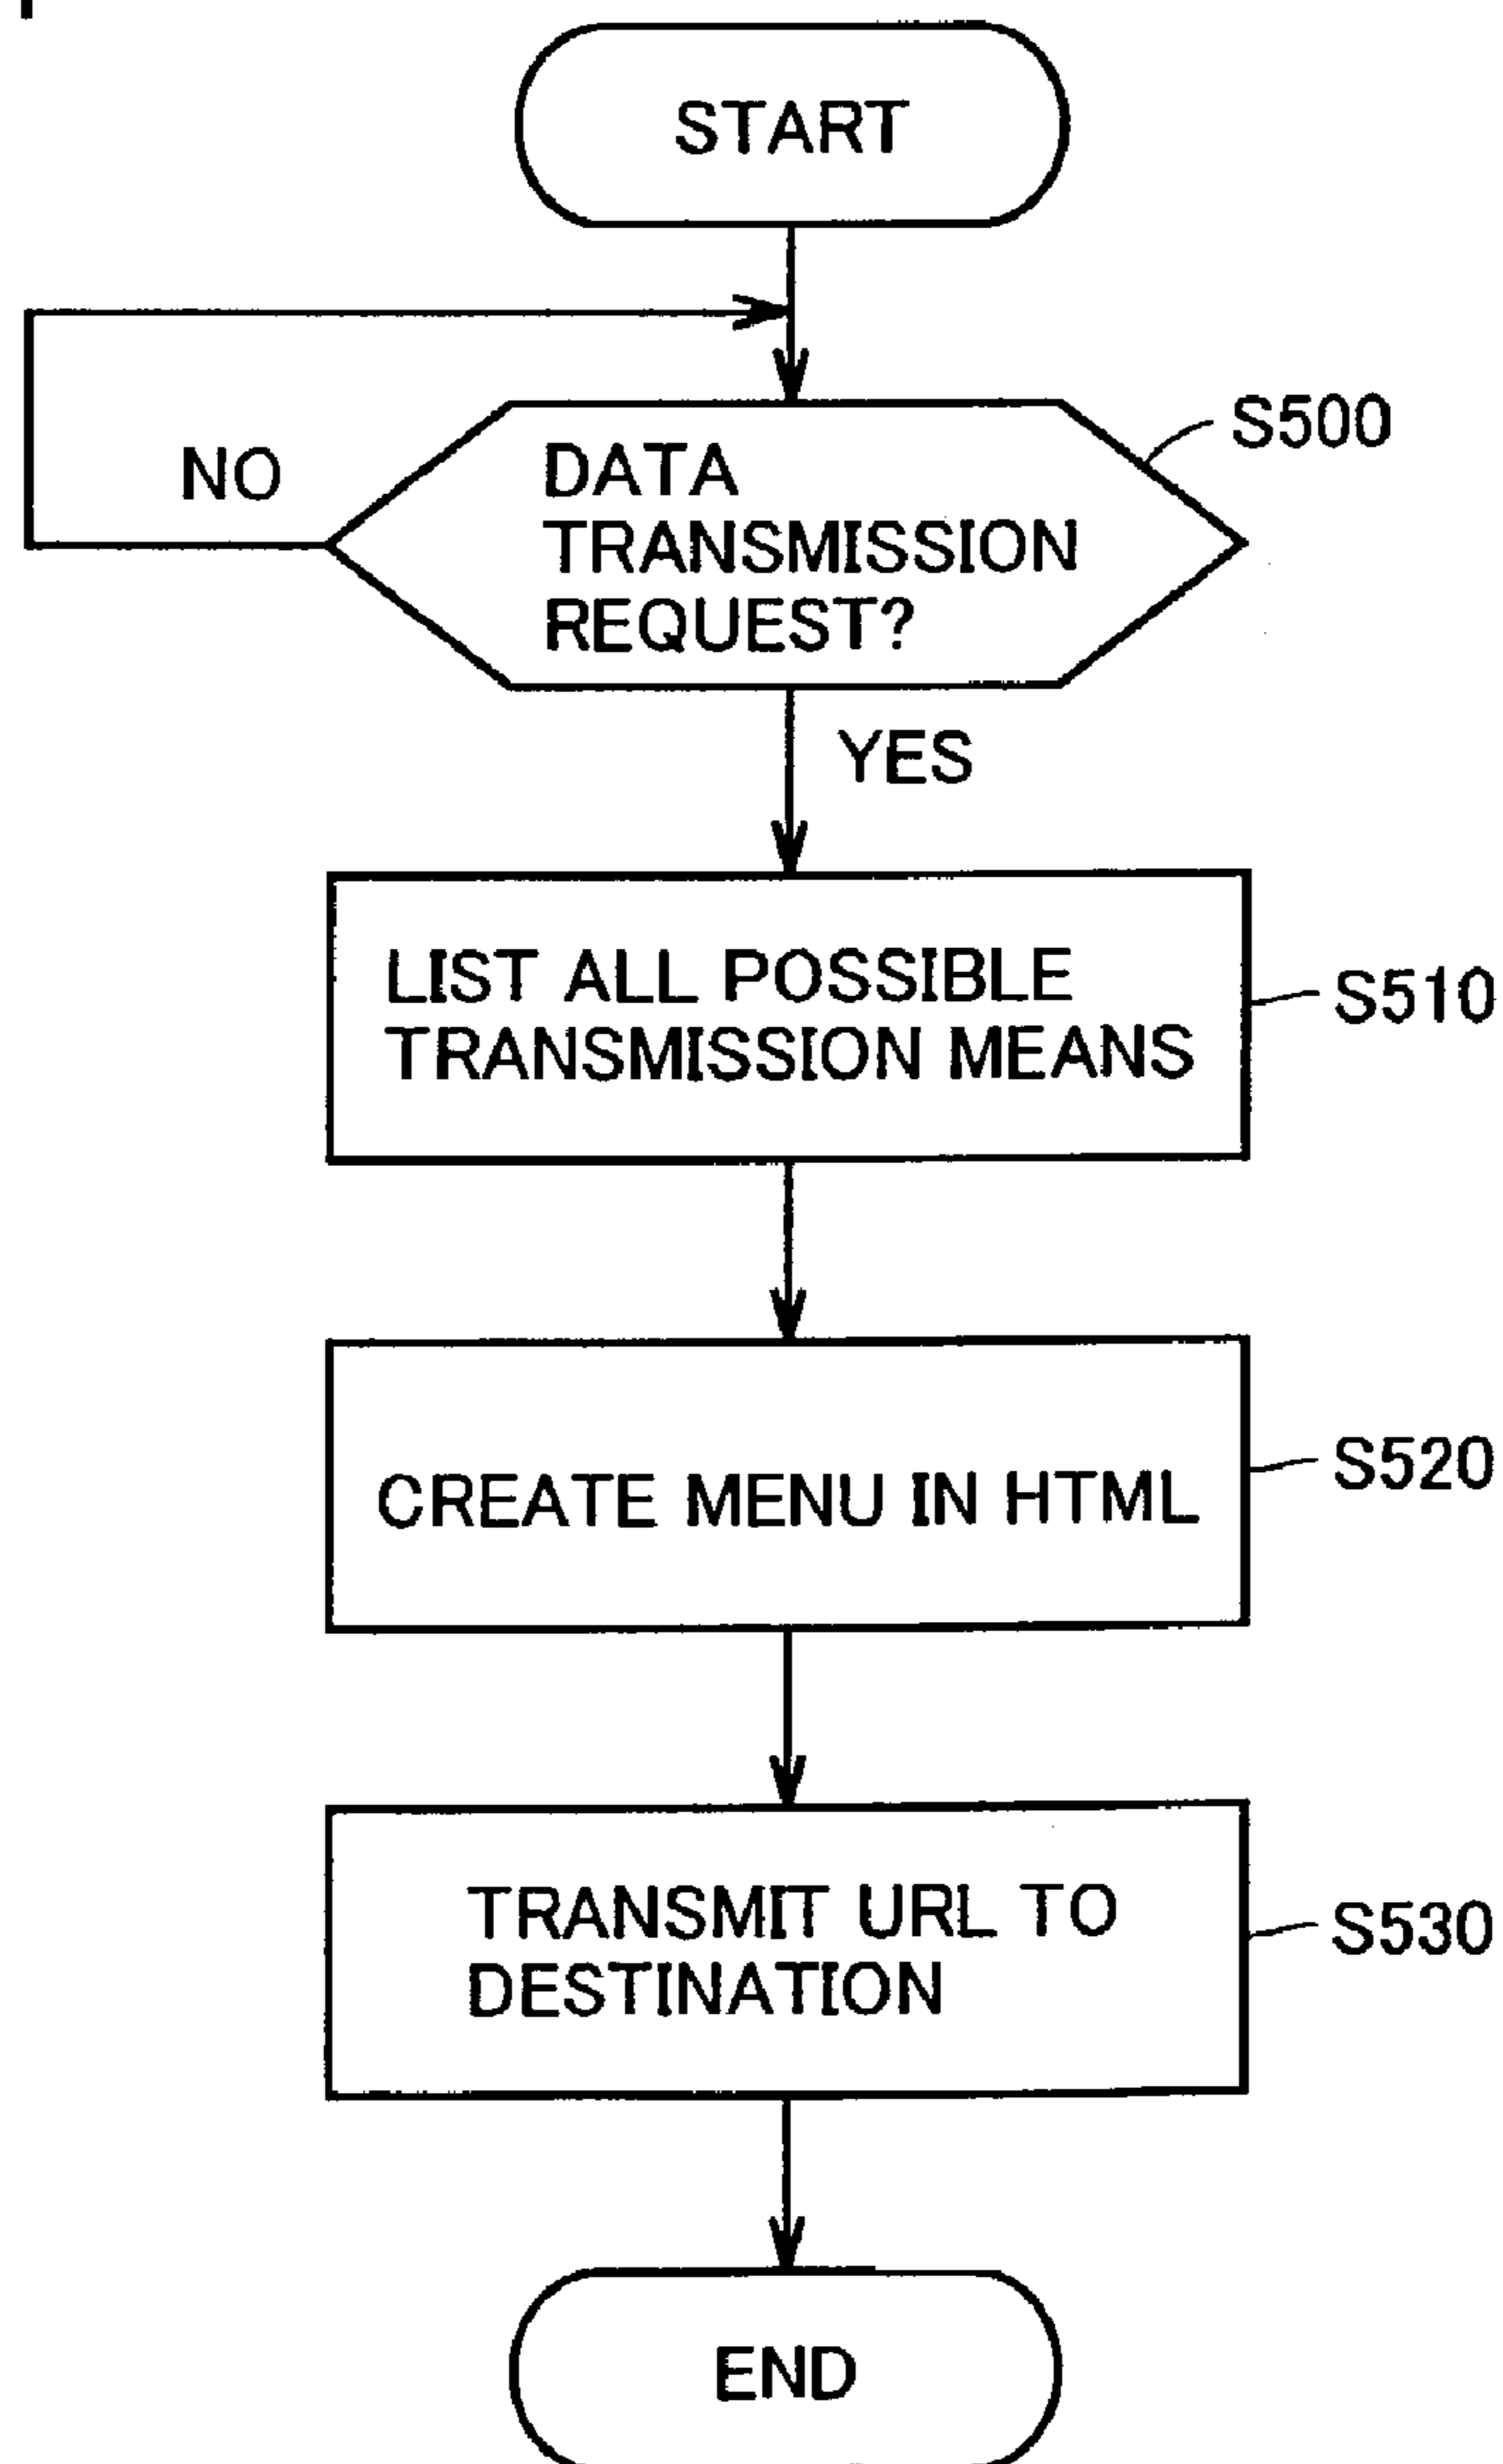 START
S500
NO
DATA
TRANSMISSION
REQUEST?
YES
LIST ALL POSSIBLE
TRANSMISSION MEANS
S510
CREATE MENU IN HTML
S520
TRANSMIT URL TO
DESTINATION
S530
END